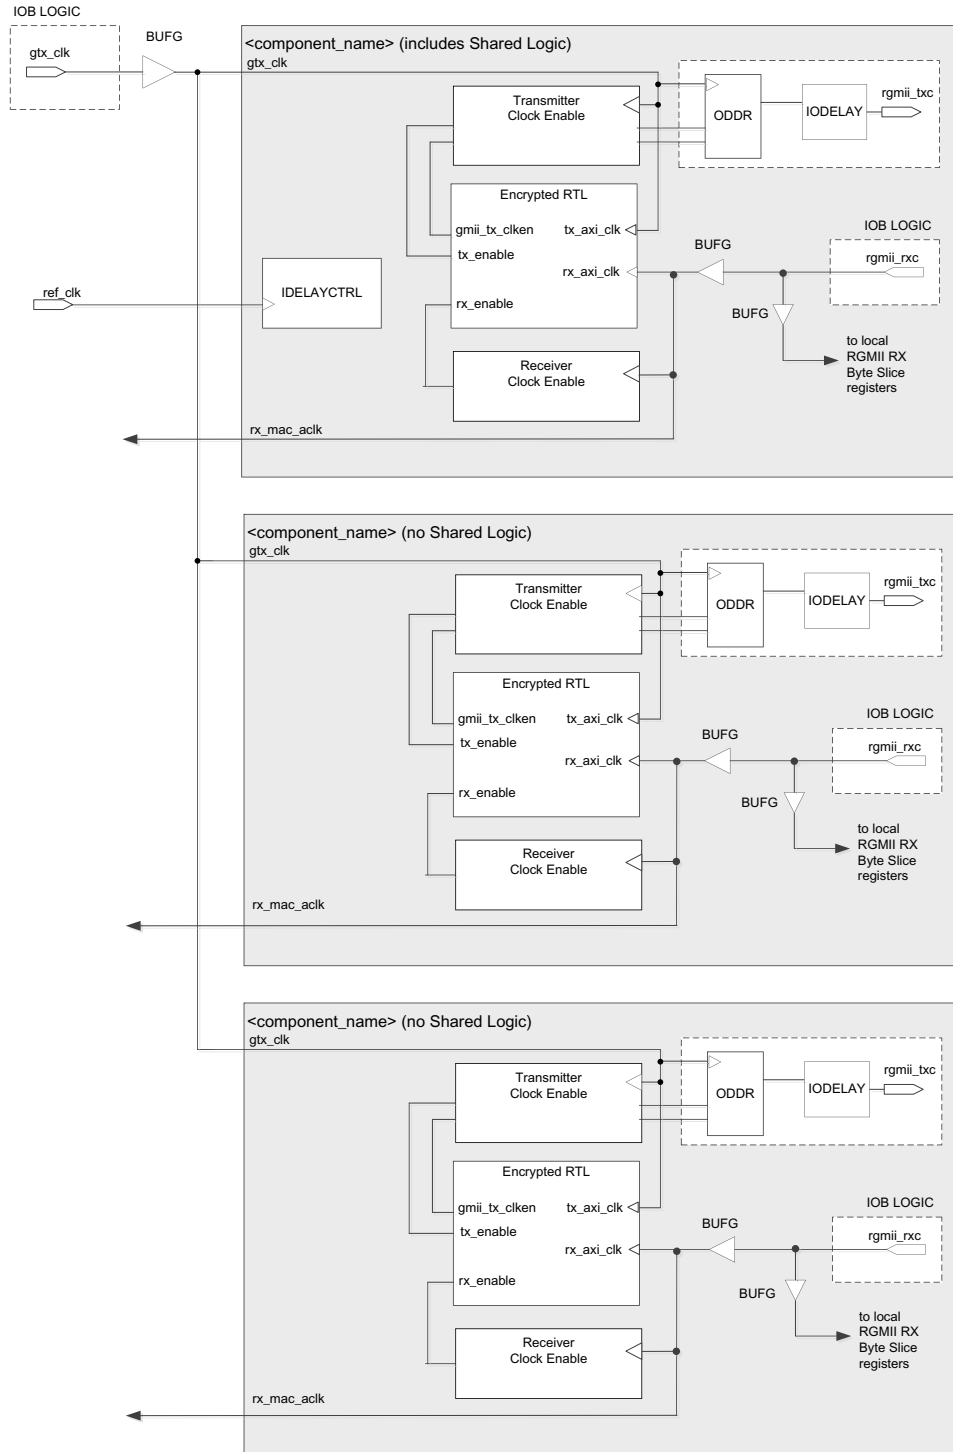 IOB LOGIC
gtx_clk
BUFG
<component_name> (includes Shared Logic)
gtx_clk
Transmitter
Clock Enable
ODDR
IODELAY
rgmii_txc
Encrypted RTL
gmii_tx_clken
tx_axi_clk
tx_enable
rx_axi_clk
rx_enable
BUFG
IOB LOGIC
rgmii_rxc
BUFG
to local
RGMII RX
Byte Slice
registers
ref_clk
IDELAYCTRL
Receiver
Clock Enable
rx_mac_aclk
<component_name> (no Shared Logic)
gtx_clk
Transmitter
Clock Enable
ODDR
IODELAY
rgmii_txc
Encrypted RTL
gmii_tx_clken
tx_axi_clk
tx_enable
rx_axi_clk
rx_enable
BUFG
IOB LOGIC
rgmii_rxc
BUFG
to local
RGMII RX
Byte Slice
registers
Receiver
Clock Enable
rx_mac_aclk
<component_name> (no Shared Logic)
gtx_clk
Transmitter
Clock Enable
ODDR
IODELAY
rgmii_txc
Encrypted RTL
gmii_tx_clken
tx_axi_clk
tx_enable
rx_axi_clk
rx_enable
BUFG
IOB LOGIC
rgmii_rxc
BUFG
to local
RGMII RX
Byte Slice
registers
Receiver
Clock Enable
rx_mac_aclk